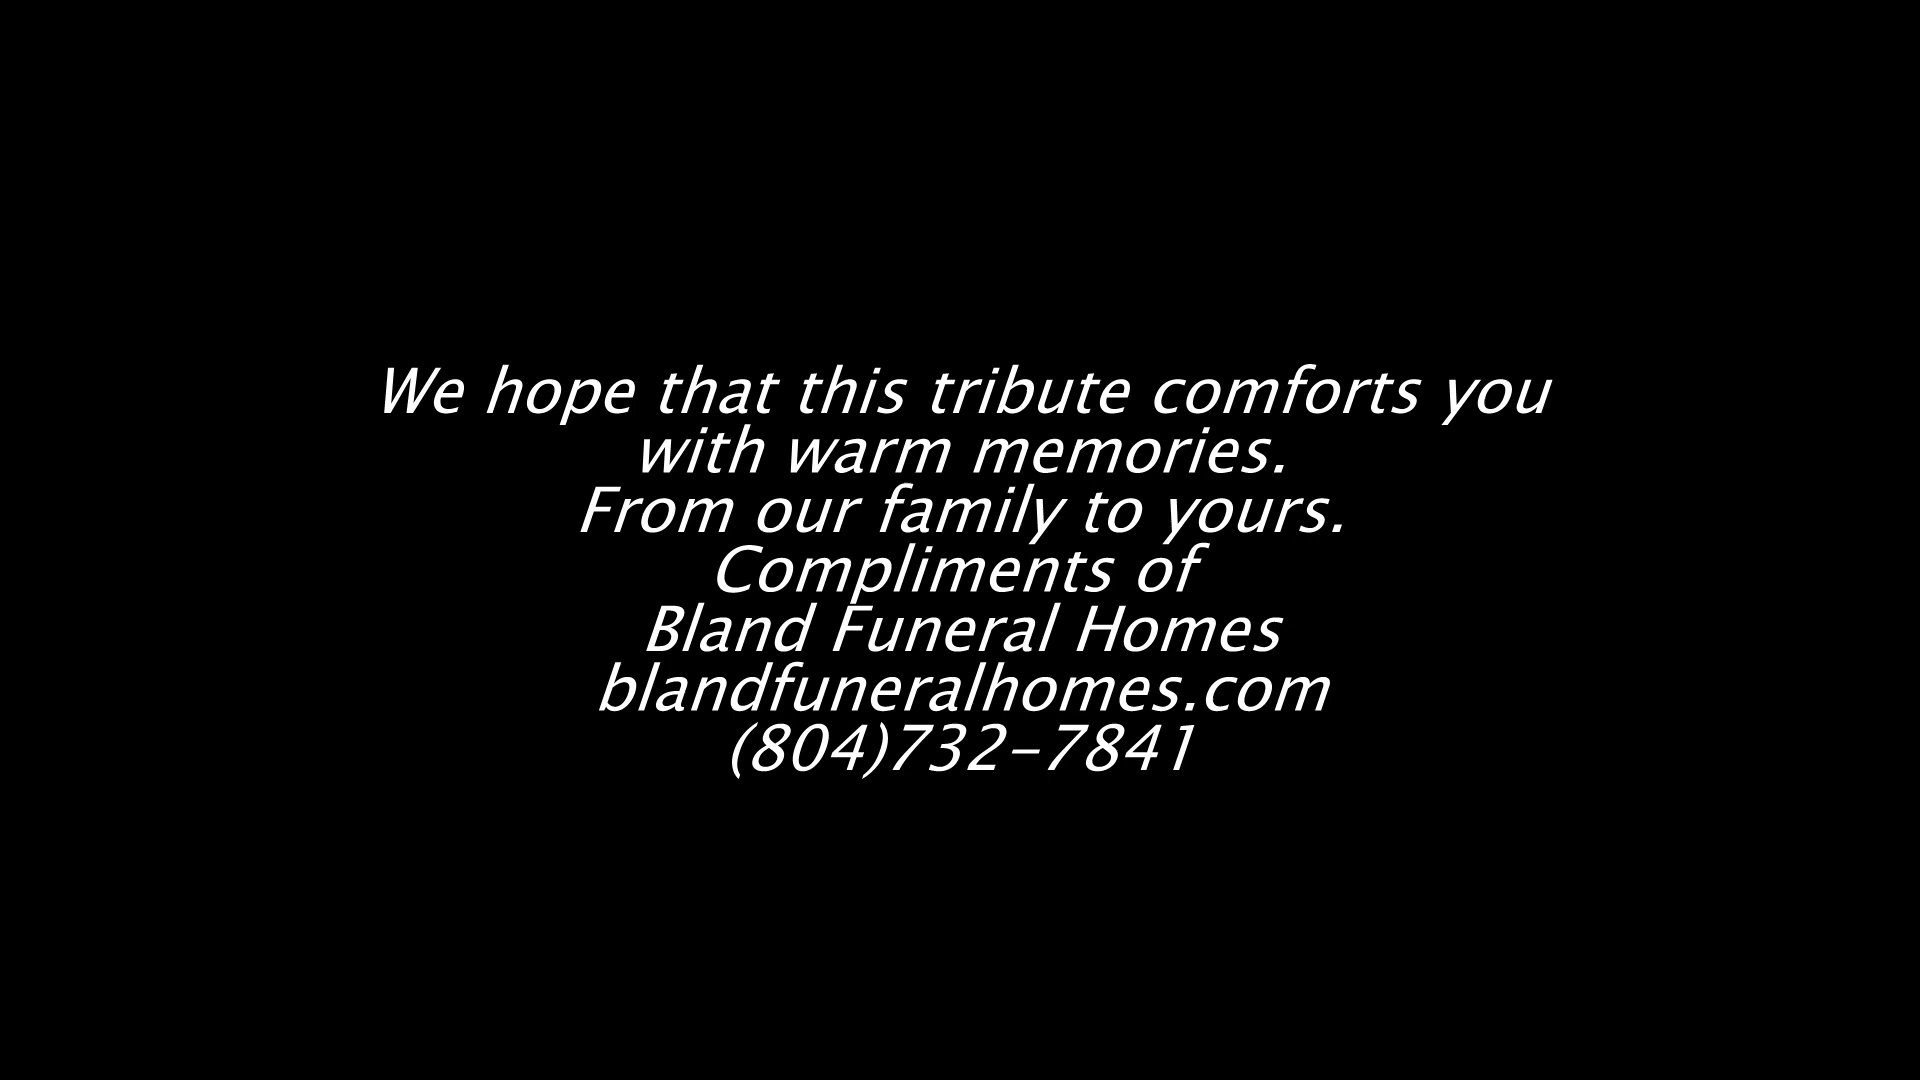 We hope that this tribute comforts you
with warm memories.
From our family to yours.
Compliments of
Bland Funeral Homes
blandfuneralhomes.com
(804)732-7841